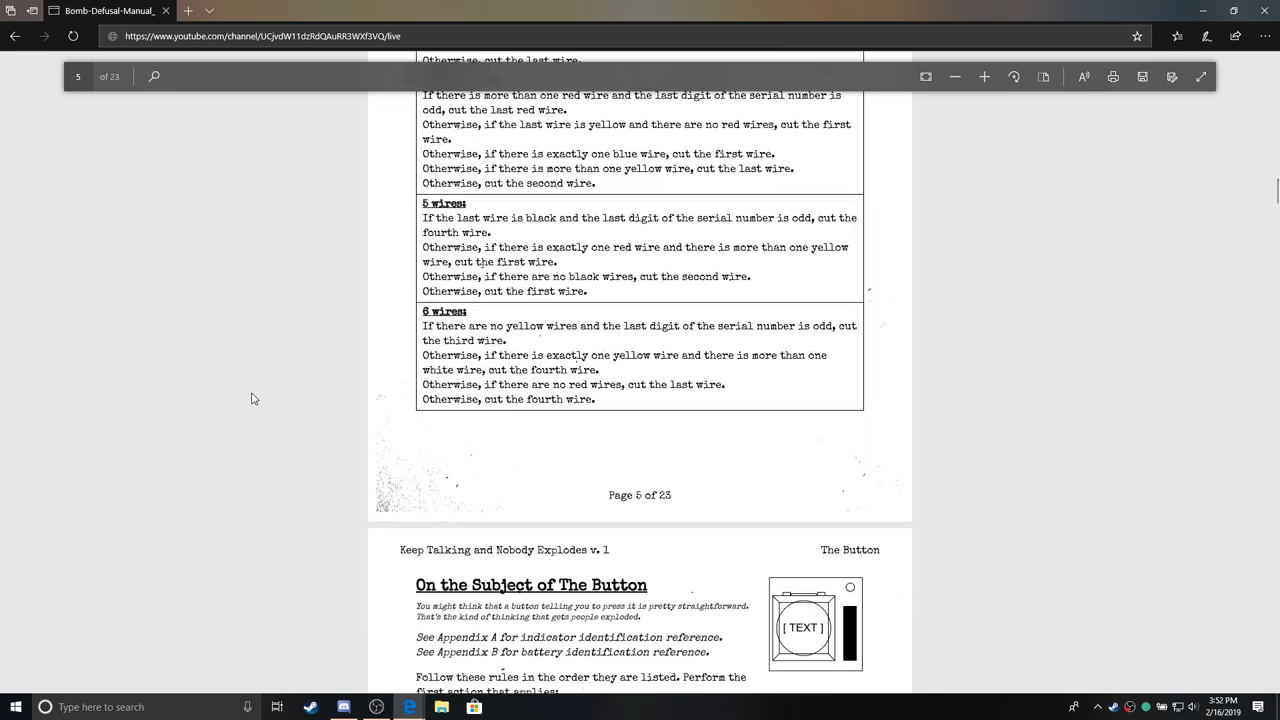 Bomb-Defusal-Manual_
https://www.youtube.com/channel/UCjvdW11dzRdQAuRR3WXf3VQ/live
Otherwise, cut the last wire.
5 of 23
If there is more than one red wire and the last digit of the serial number is
odd, cut the last red wire.
Otherwise, if the last wire is yellow and there are no red wires, cut the first
wire.
Otherwise, if there is exactly one blue wire, cut the first wire.
Otherwise, if there is more than one yellow wire, cut the last wire.
Otherwise, cut the second wire.
5 wires:
If the last wire is black and the last digit of the serial number is odd, cut the
fourth wire.
Otherwise, if there is exactly one red wire and there is more than one yellow
wire, cut the first wire.
Otherwise, if there are no black wires, cut the second wire.
Otherwise, cut the first wire.
6 wires:
If there are no yellow wires and the last digit of the serial number is odd, cut
the third wire.
Otherwise, if there is exactly one yellow wire and there is more than one
white wire, cut the fourth wire.
Otherwise, if there are no red wires, cut the last wire.
Otherwise, cut the fourth wire.
Page 5 of 23
Keep Talking and Nobody Explodes v. 1
The Button
On the Subject of The Button
You might think that a button telling you to press it is pretty straightforward.
That's the kind of thinking that gets people exploded.
See Appendix A for indicator identification reference.
See Appendix B for battery identification reference.
[ TEXT ]
Follow these rules in the order they are listed. Perform the
first action that applies:
Type here to search
3:52 PM
2/16/2019